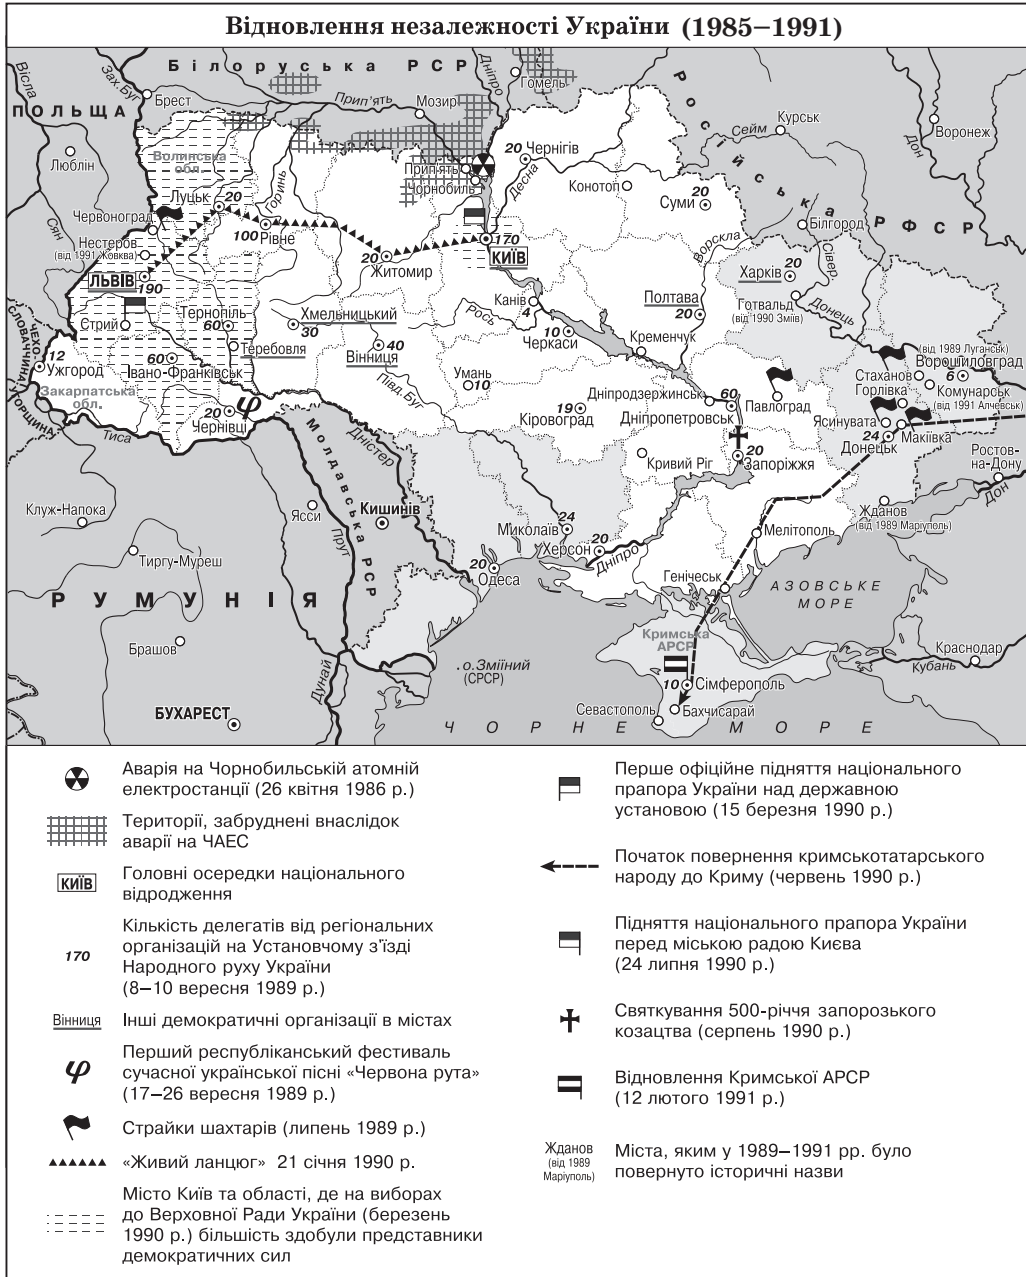 Відновлення незалежності України (1985–1991)
Білоруська РСР
Вісла
Зах. Буг
Дніпро
Гомель
Брест
Прип'ять
Мозир
ПОЛЬЩА
Російська РФСР
Сейм
Курськ
Воронеж
Дон
Люблін
Волинська
обл.
Горинь
Прип'ять
Чорнобиль
20 Чернігів
Десна
Конотоп
Суми 20
Луцьк 20
Червоноград
Сян
Нестеров
(від 1991 Жовква)
100 Рівне
170
КИЇВ
20
Житомир
Ворскла
Білгород
Сівер.
Донець
Харків 20
ЛЬВІВ
190
Готвальд
(від 1990 Зміїв)
Стрий
Тернопіль
60
Хмельницький
30
Канів
4
Рось
10
Черкаси
Полтава
20
Кременчук
ЧЕХО-
СЛОВАЧЧИНА
УГОРЩИНА
12
Ужгород
Теребовля
40
Вінниця
60
Івано-Франківськ
Умань
10
(від 1989 Луганськ)
Ворошиловград
6
Стаханов
Горлівка
Комунарськ
(від 1991 Алчевськ)
Закарпатська
обл.
20
Чернівці
Півд. Буг
19
Кіровоград
Дніпродзержинськ
60
Дніпропетровськ
Павлоград
Ясинувата
24
Донецьк
Макіївка
Тиса
Молдавська РСР
Дністер
Кривий Ріг
20
Запоріжжя
Ростов-
на-Дону
Дон
Клуж-Напока
Ясси
Прут
Кишинів
Жданов
(від 1989 Маріуполь)
24
Миколаїв
20
Херсон
Дніпро
Мелітополь
Тиргу-Муреш
20
Одеса
Генічеськ
АЗОВСЬКЕ
МОРЕ
РУМУНІЯ
Брашов
Кримська
АРСР
о.Зміїний
(СРСР)
Краснодар
Кубань
Дунай
10
Сімферополь
БУХАРЕСТ
Севастополь
Бахчисарай
ЧОРНЕ МОРЕ
Аварія на Чорнобильській атомній
електростанції (26 квітня 1986 р.)
Території, забруднені внаслідок
аварії на ЧАЕС
КИЇВ
Головні осередки національного
відродження
170
Кількість делегатів від регіональних
організацій на Установчому з'їзді
Народного руху України
(8–10 вересня 1989 р.)
Вінниця
Інші демократичні організації в містах
Перший республіканський фестиваль
сучасної української пісні «Червона рута»
(17–26 вересня 1989 р.)
Страйки шахтарів (липень 1989 р.)
«Живий ланцюг» 21 січня 1990 р.
Місто Київ та області, де на виборах
до Верховної Ради України (березень
1990 р.) більшість здобули представники
демократичних сил
Перше офіційне підняття національного
прапора України над державною
установою (15 березня 1990 р.)
Початок повернення кримськотатарського
народу до Криму (червень 1990 р.)
Підняття національного прапора України
перед міською радою Києва
(24 липня 1990 р.)
Святкування 500-річчя запорозького
козацтва (серпень 1990 р.)
Відновлення Кримської АРСР
(12 лютого 1991 р.)
Жданов
(від 1989
Маріуполь)
Міста, яким у 1989–1991 рр. було
повернуто історичні назви